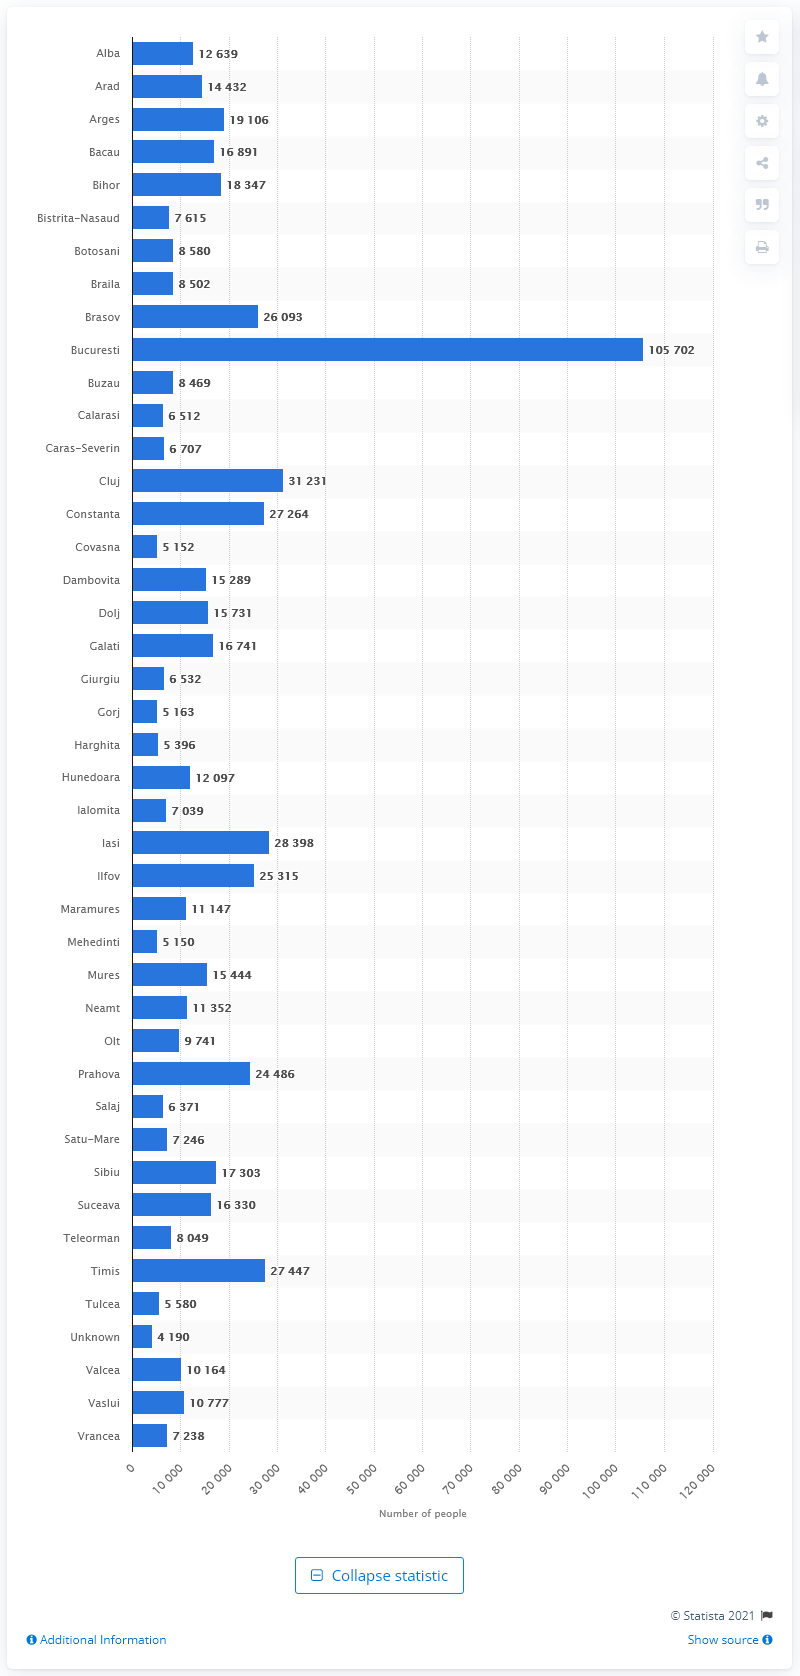 Alba 12 639
Arad 14 432
Arges 19 106
Bacau 16 891
Bihor 18 347
Bistrita-Nasaud 7 615
Botosani 8 580
Braila 8 502
Brasov 26 093
Bucuresti 105 702
Buzau 8 469
Calarasi 6 512
Caras-Severin 6 707
Cluj 31 231
Constanta 27 264
Covasna 5 152
Dambovita 15 289
Dolj 15 731
Galati 16 741
Giurgiu 6 532
Gorj 5 163
Harghita 5 396
Hunedoara 12 097
Ialomita 7 039
Iasi 28 398
Ilfov 25 315
Maramures 11 147
Mehedinti 5 150
Mures 15 444
Neamt 11 352
Olt 9 741
Prahova 24 486
Salaj 6 371
Satu-Mare 7 246
Sibiu 17 303
Suceava 16 330
Teleorman 8 049
Timis 27 447
Tulcea 5 580
Unknown 4 190
Valcea 10 164
Vaslui 10 777
Vrancea 7 238
0 10 000 20 000 30 000 40 000 50 000 60 000 70 000 80 000 90 000 100 000 110 000 120 000
Number of people
Collapse statistic
© Statista 2021
Additional Information Show source